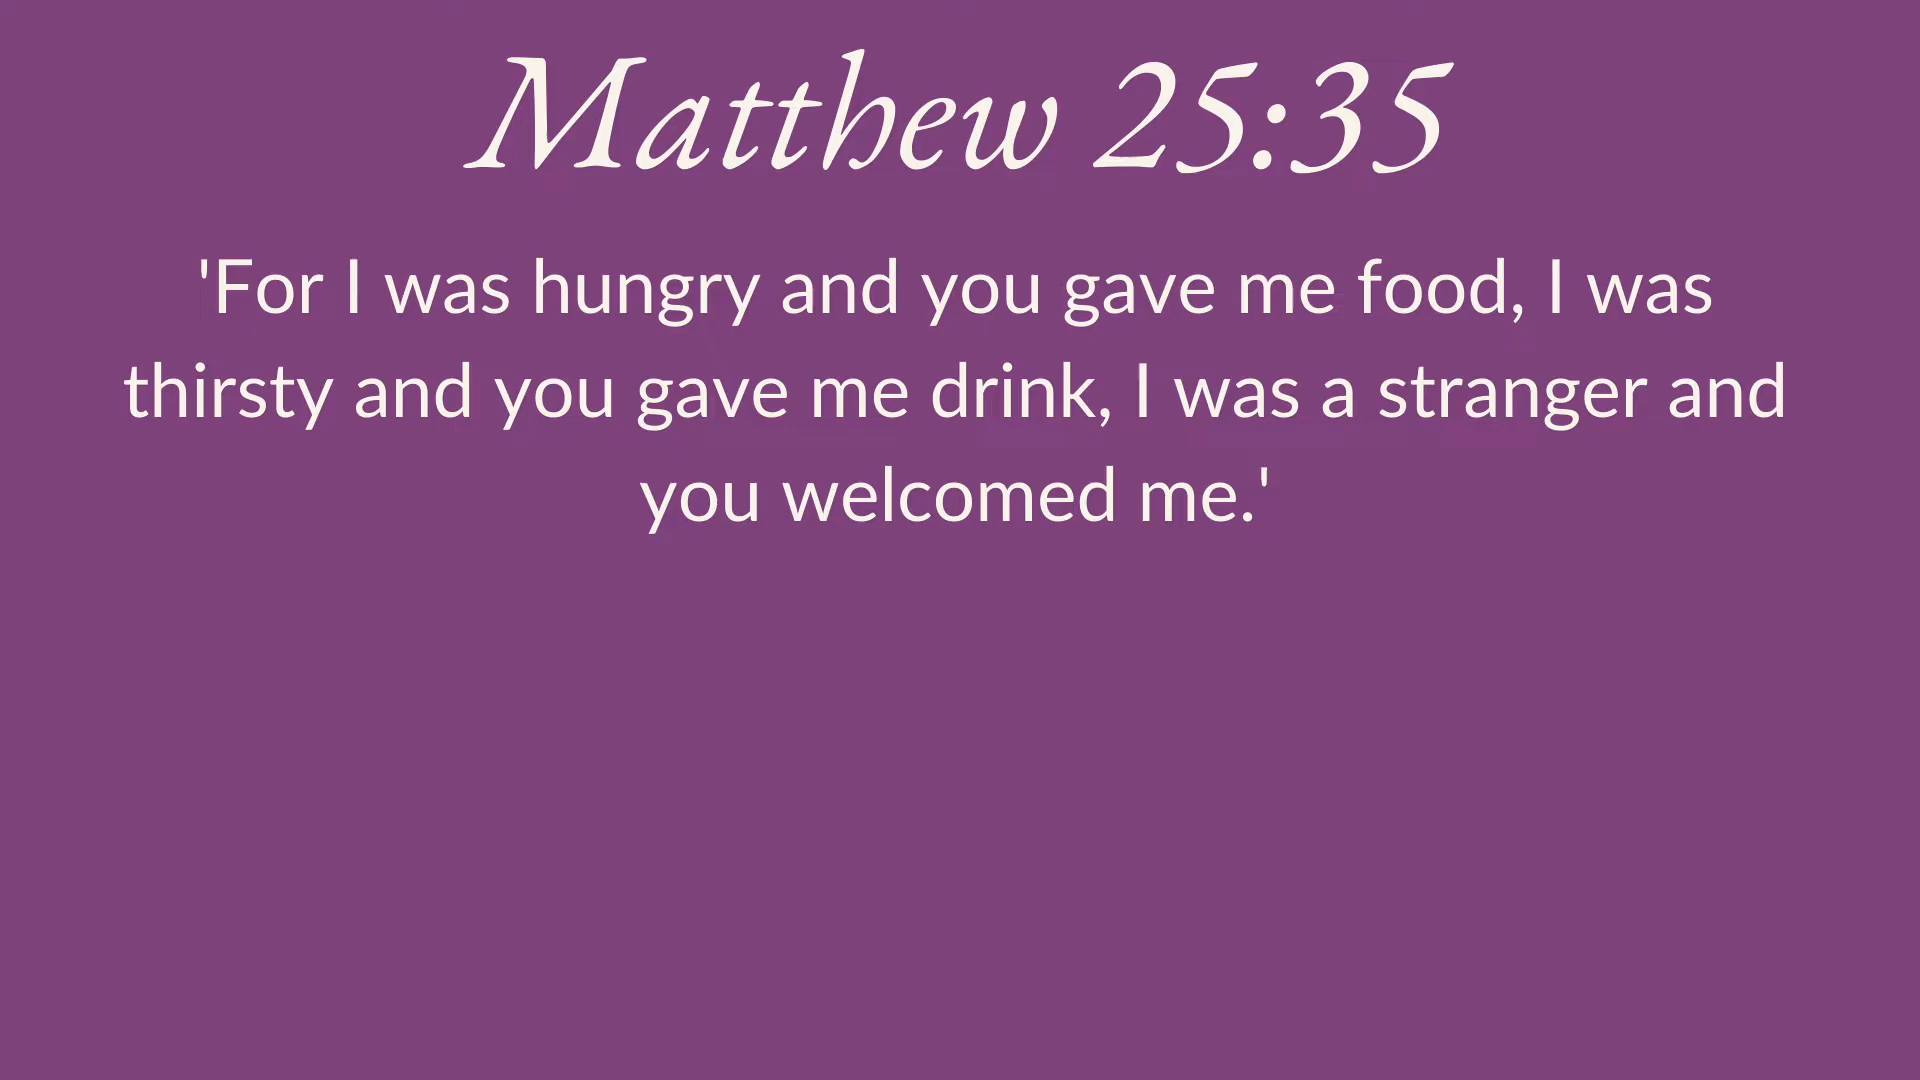 Matthew 25:35
'For I was hungry and you gave me food, I was
thirsty and you gave me drink, I was a stranger and
you welcomed me.'